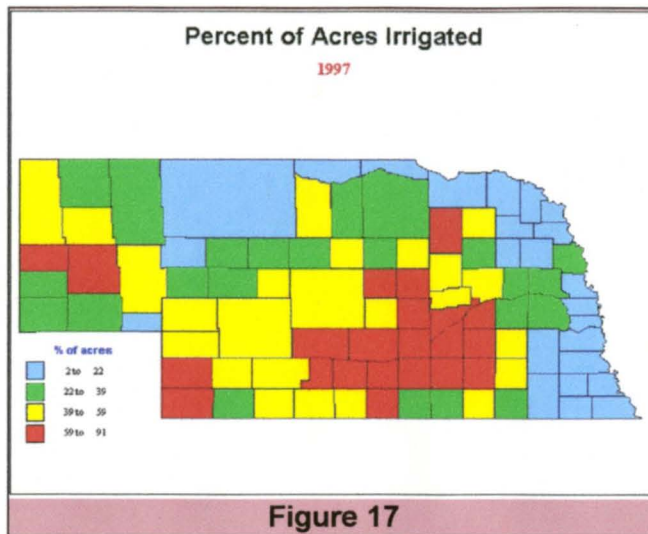 Percent of Acres Irrigated
1997
% of acres
2 to 22
22 to 39
39 to 59
59 to 91
Figure 17